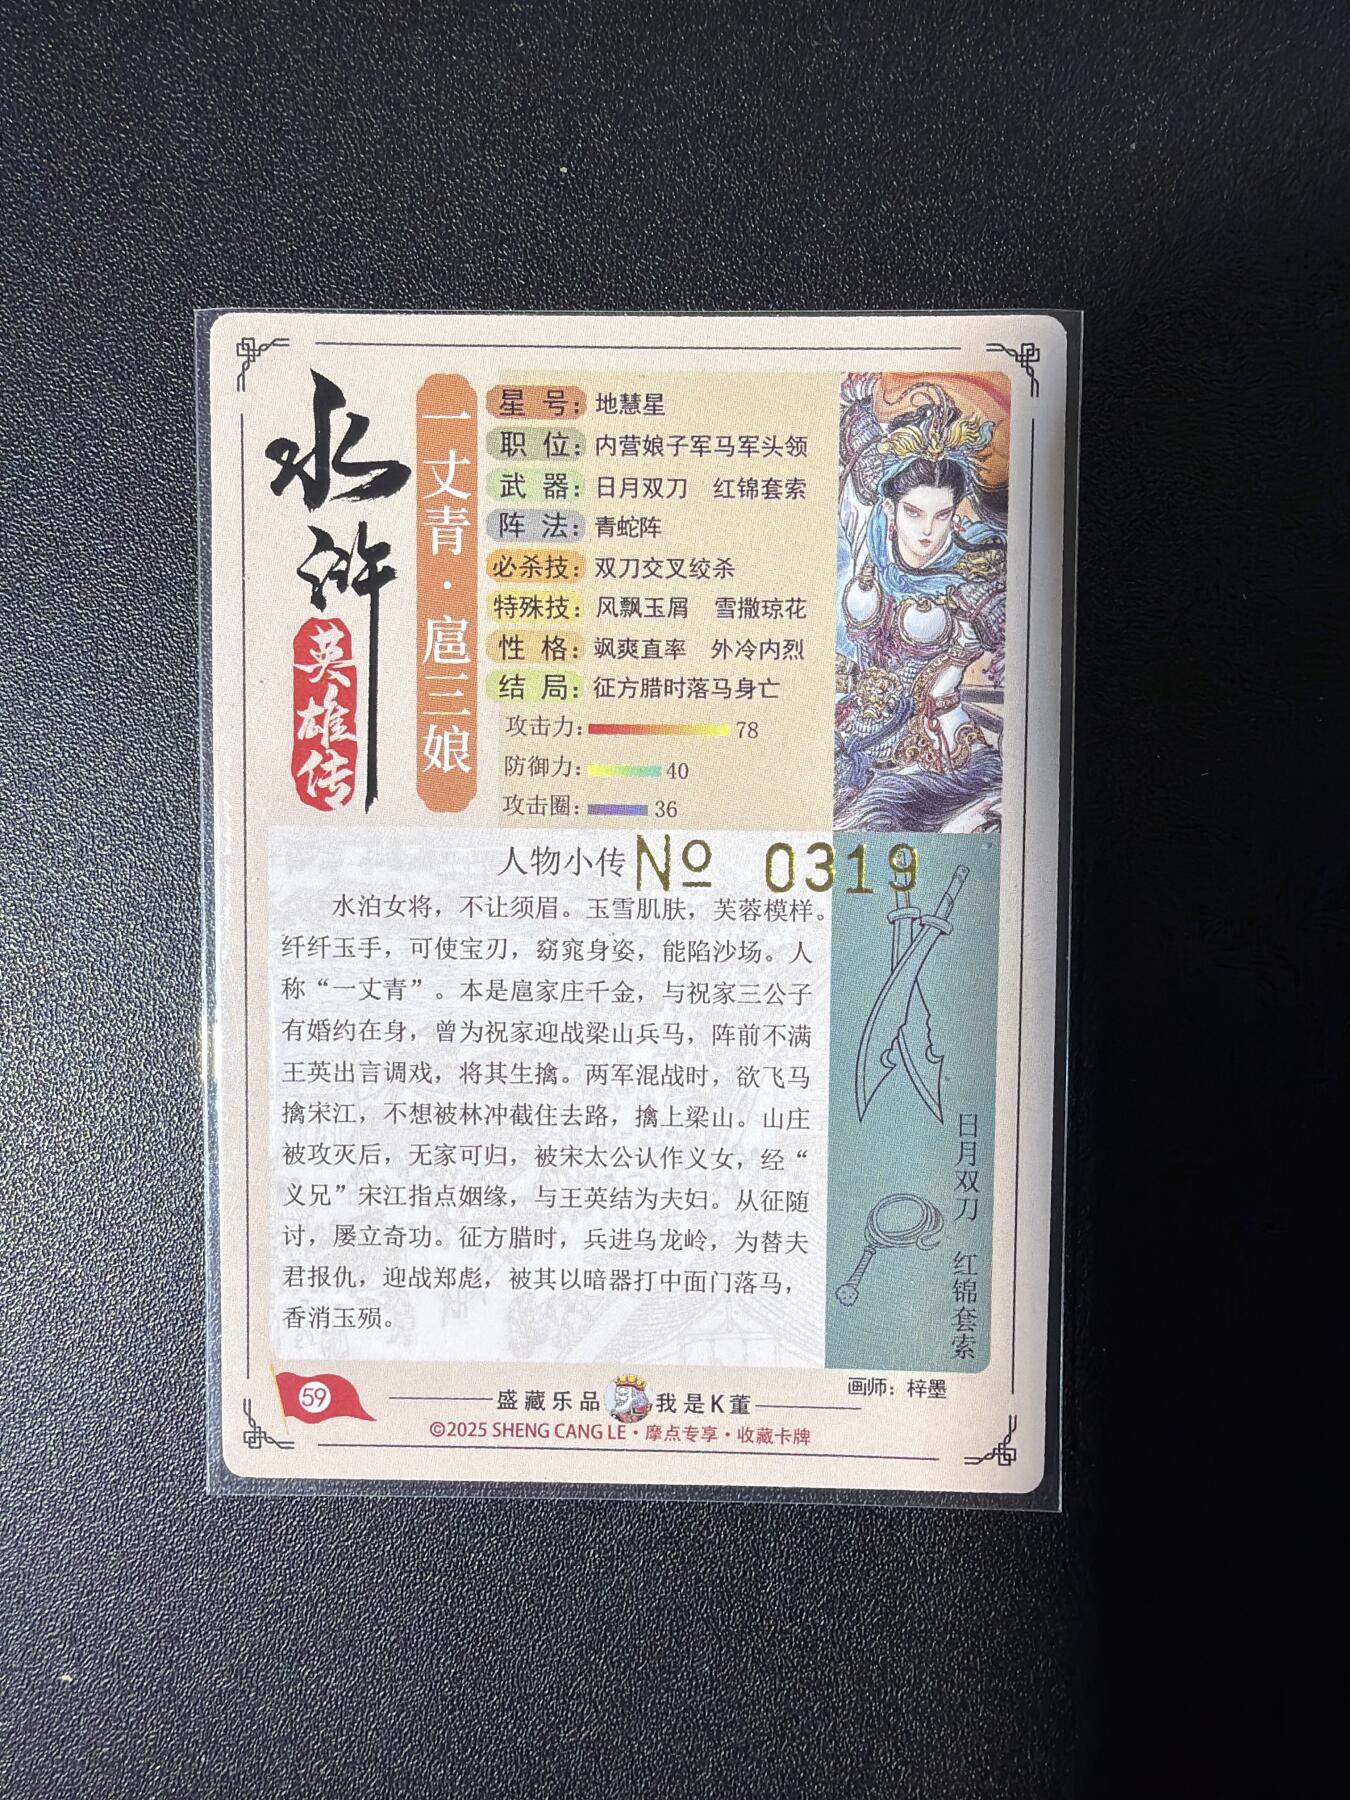 水浒
英雄传
一丈青·扈三娘
星号：地慧星
职位：内营娘子军马军头领
武器：日月双刀 红锦套索
阵法：青蛇阵
必杀技：双刀交叉绞杀
特殊技：风飘玉屑 雪撒琼花
性格：飒爽直率 外冷内烈
结局：征方腊时落马身亡
攻击力：78
防御力：40
攻击圈：36
人物小传
No 0319
水泊女将，不让须眉。玉雪肌肤，芙蓉模样。
纤纤玉手，可使宝刃，窈窕身姿，能陷沙场。人
称“一丈青”。本是扈家庄千金，与祝家三公子
有婚约在身，曾为祝家迎战梁山兵马，阵前不满
王英出言调戏，将其生擒。两军混战时，欲飞马
擒宋江，不想被林冲截住去路，擒上梁山。山庄
被攻灭后，无家可归，被宋太公认作义女，经“
义兄”宋江指点姻缘，与王英结为夫妇。从征随
讨，屡立奇功。征方腊时，兵进乌龙岭，为替夫
君报仇，迎战郑彪，被其以暗器打中面门落马，
香消玉殒。
日月双刀 红锦套索
画师：梓墨
59
盛藏乐品 我是K董
©2025 SHENG CANG LE·摩点专享·收藏卡牌